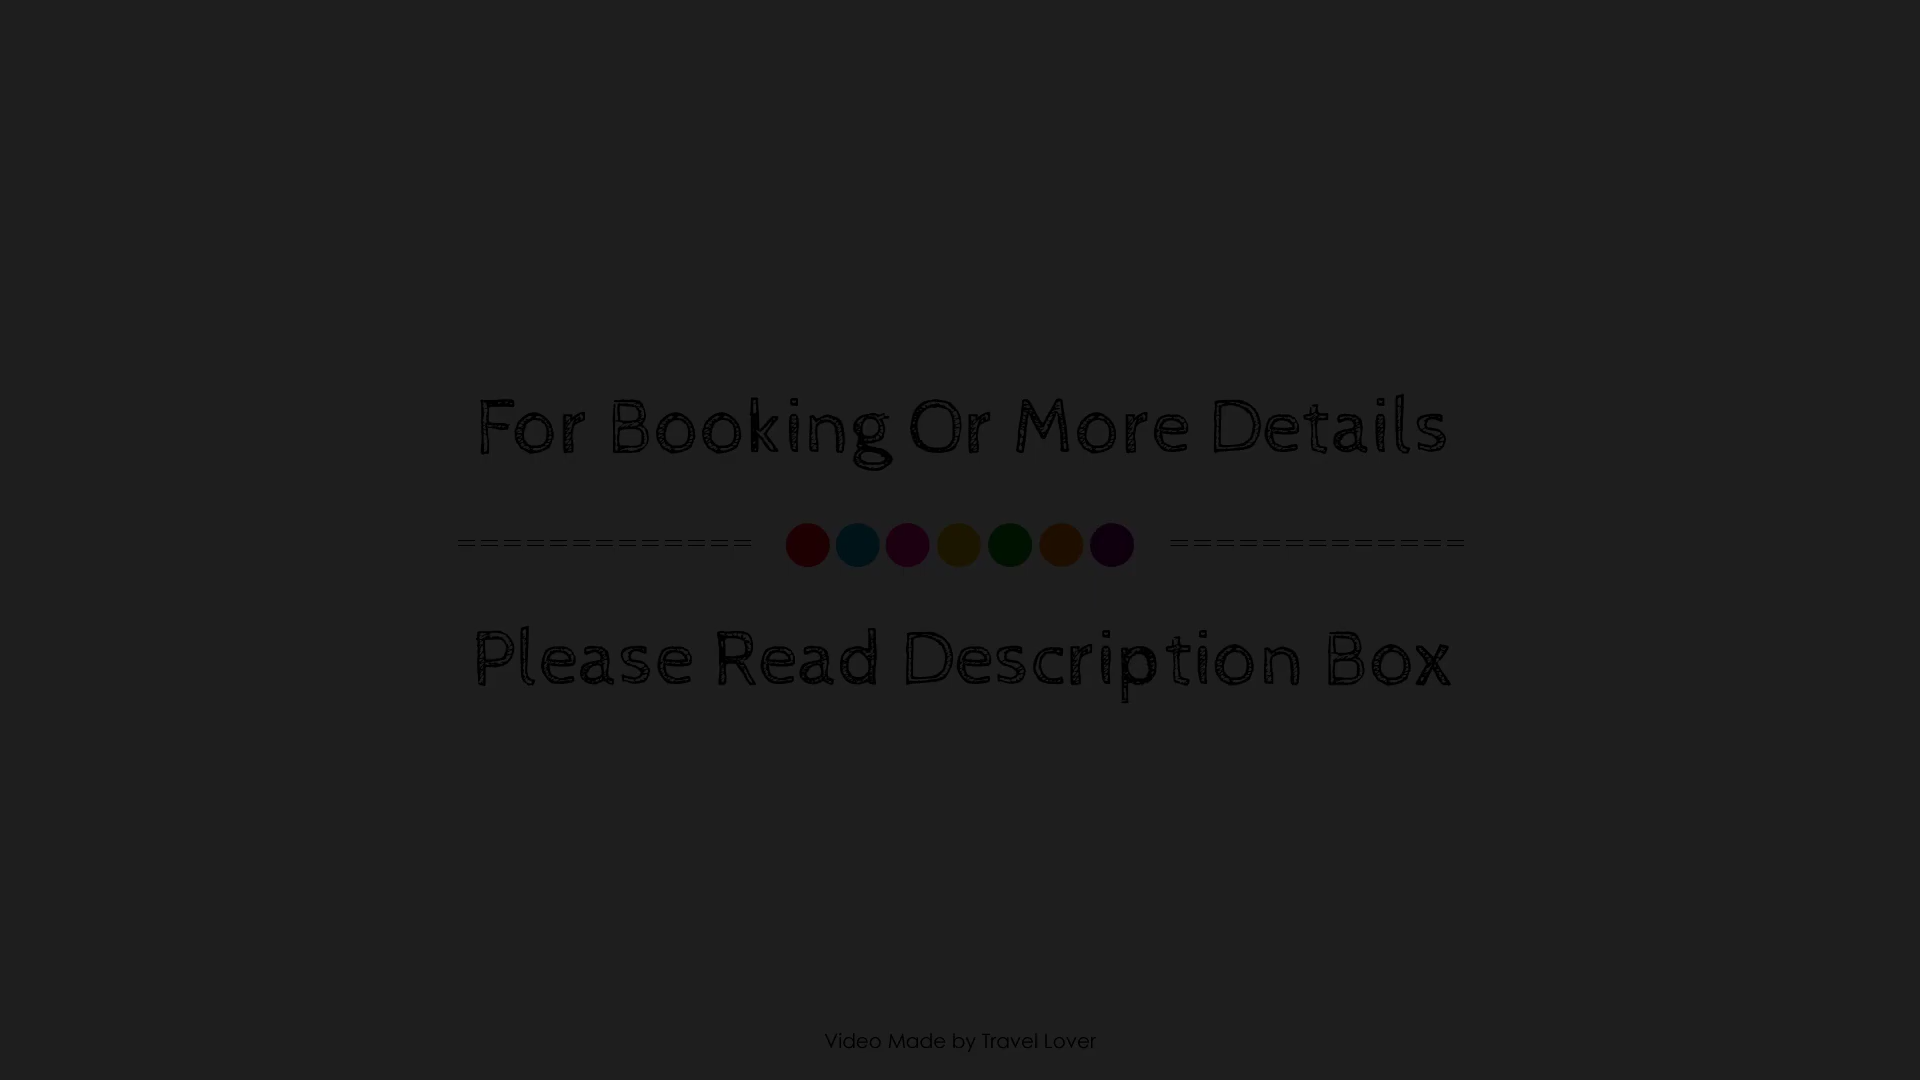 For Booking Or More Details
============= =============
Please Read Description Box
Video Made by Travel Lover